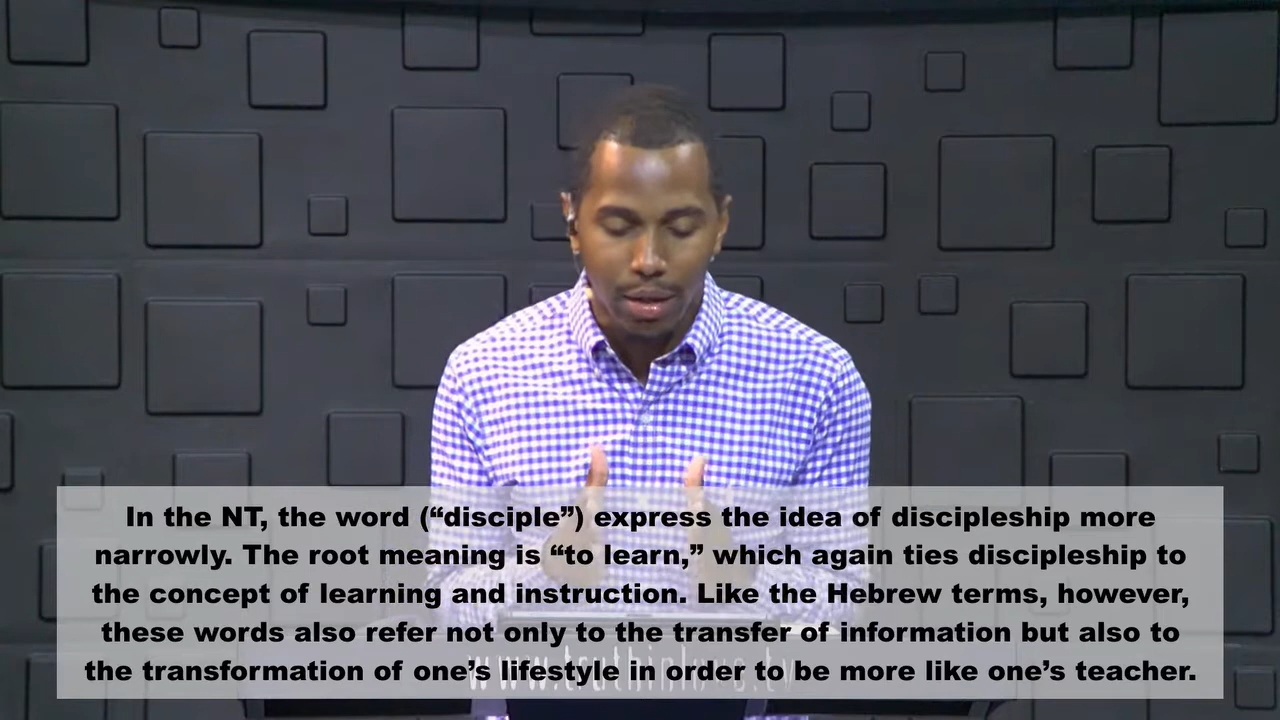 In the NT, the word (“disciple”) express the idea of discipleship more
narrowly. The root meaning is “to learn,” which again ties discipleship to
the concept of learning and instruction. Like the Hebrew terms, however,
these words also refer not only to the transfer of information but also to
the transformation of one’s lifestyle in order to be more like one’s teacher.
www.truthinlove.tv